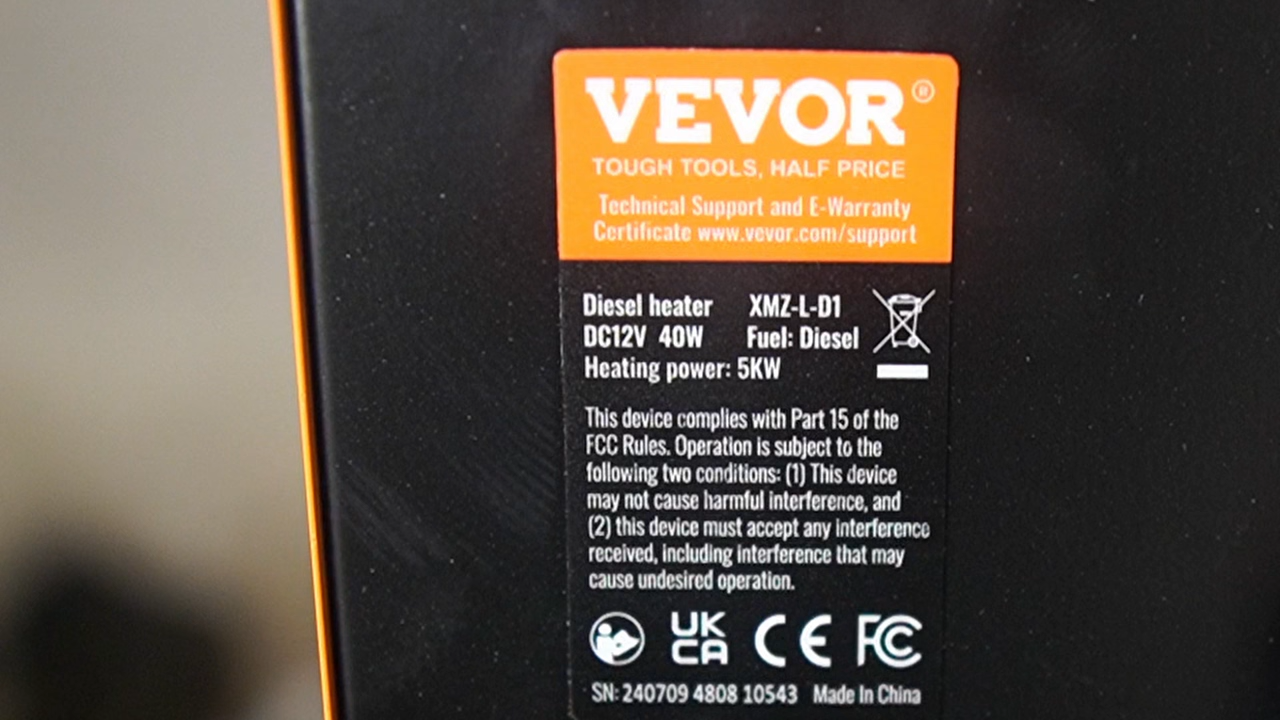 VEVOR®
TOUGH TOOLS, HALF PRICE
Technical Support and E-Warranty
Certificate www.vevor.com/support
Diesel heater XMZ-L-D1
DC12V 40W Fuel: Diesel
Heating power: 5KW
This device complies with Part 15 of the
FCC Rules. Operation is subject to the
following two conditions: (1) This device
may not cause harmful interference, and
(2) this device must accept any interference
received, including interference that may
cause undesired operation.
UK
CA CE FC
SN: 240709 4808 10543 Made In China